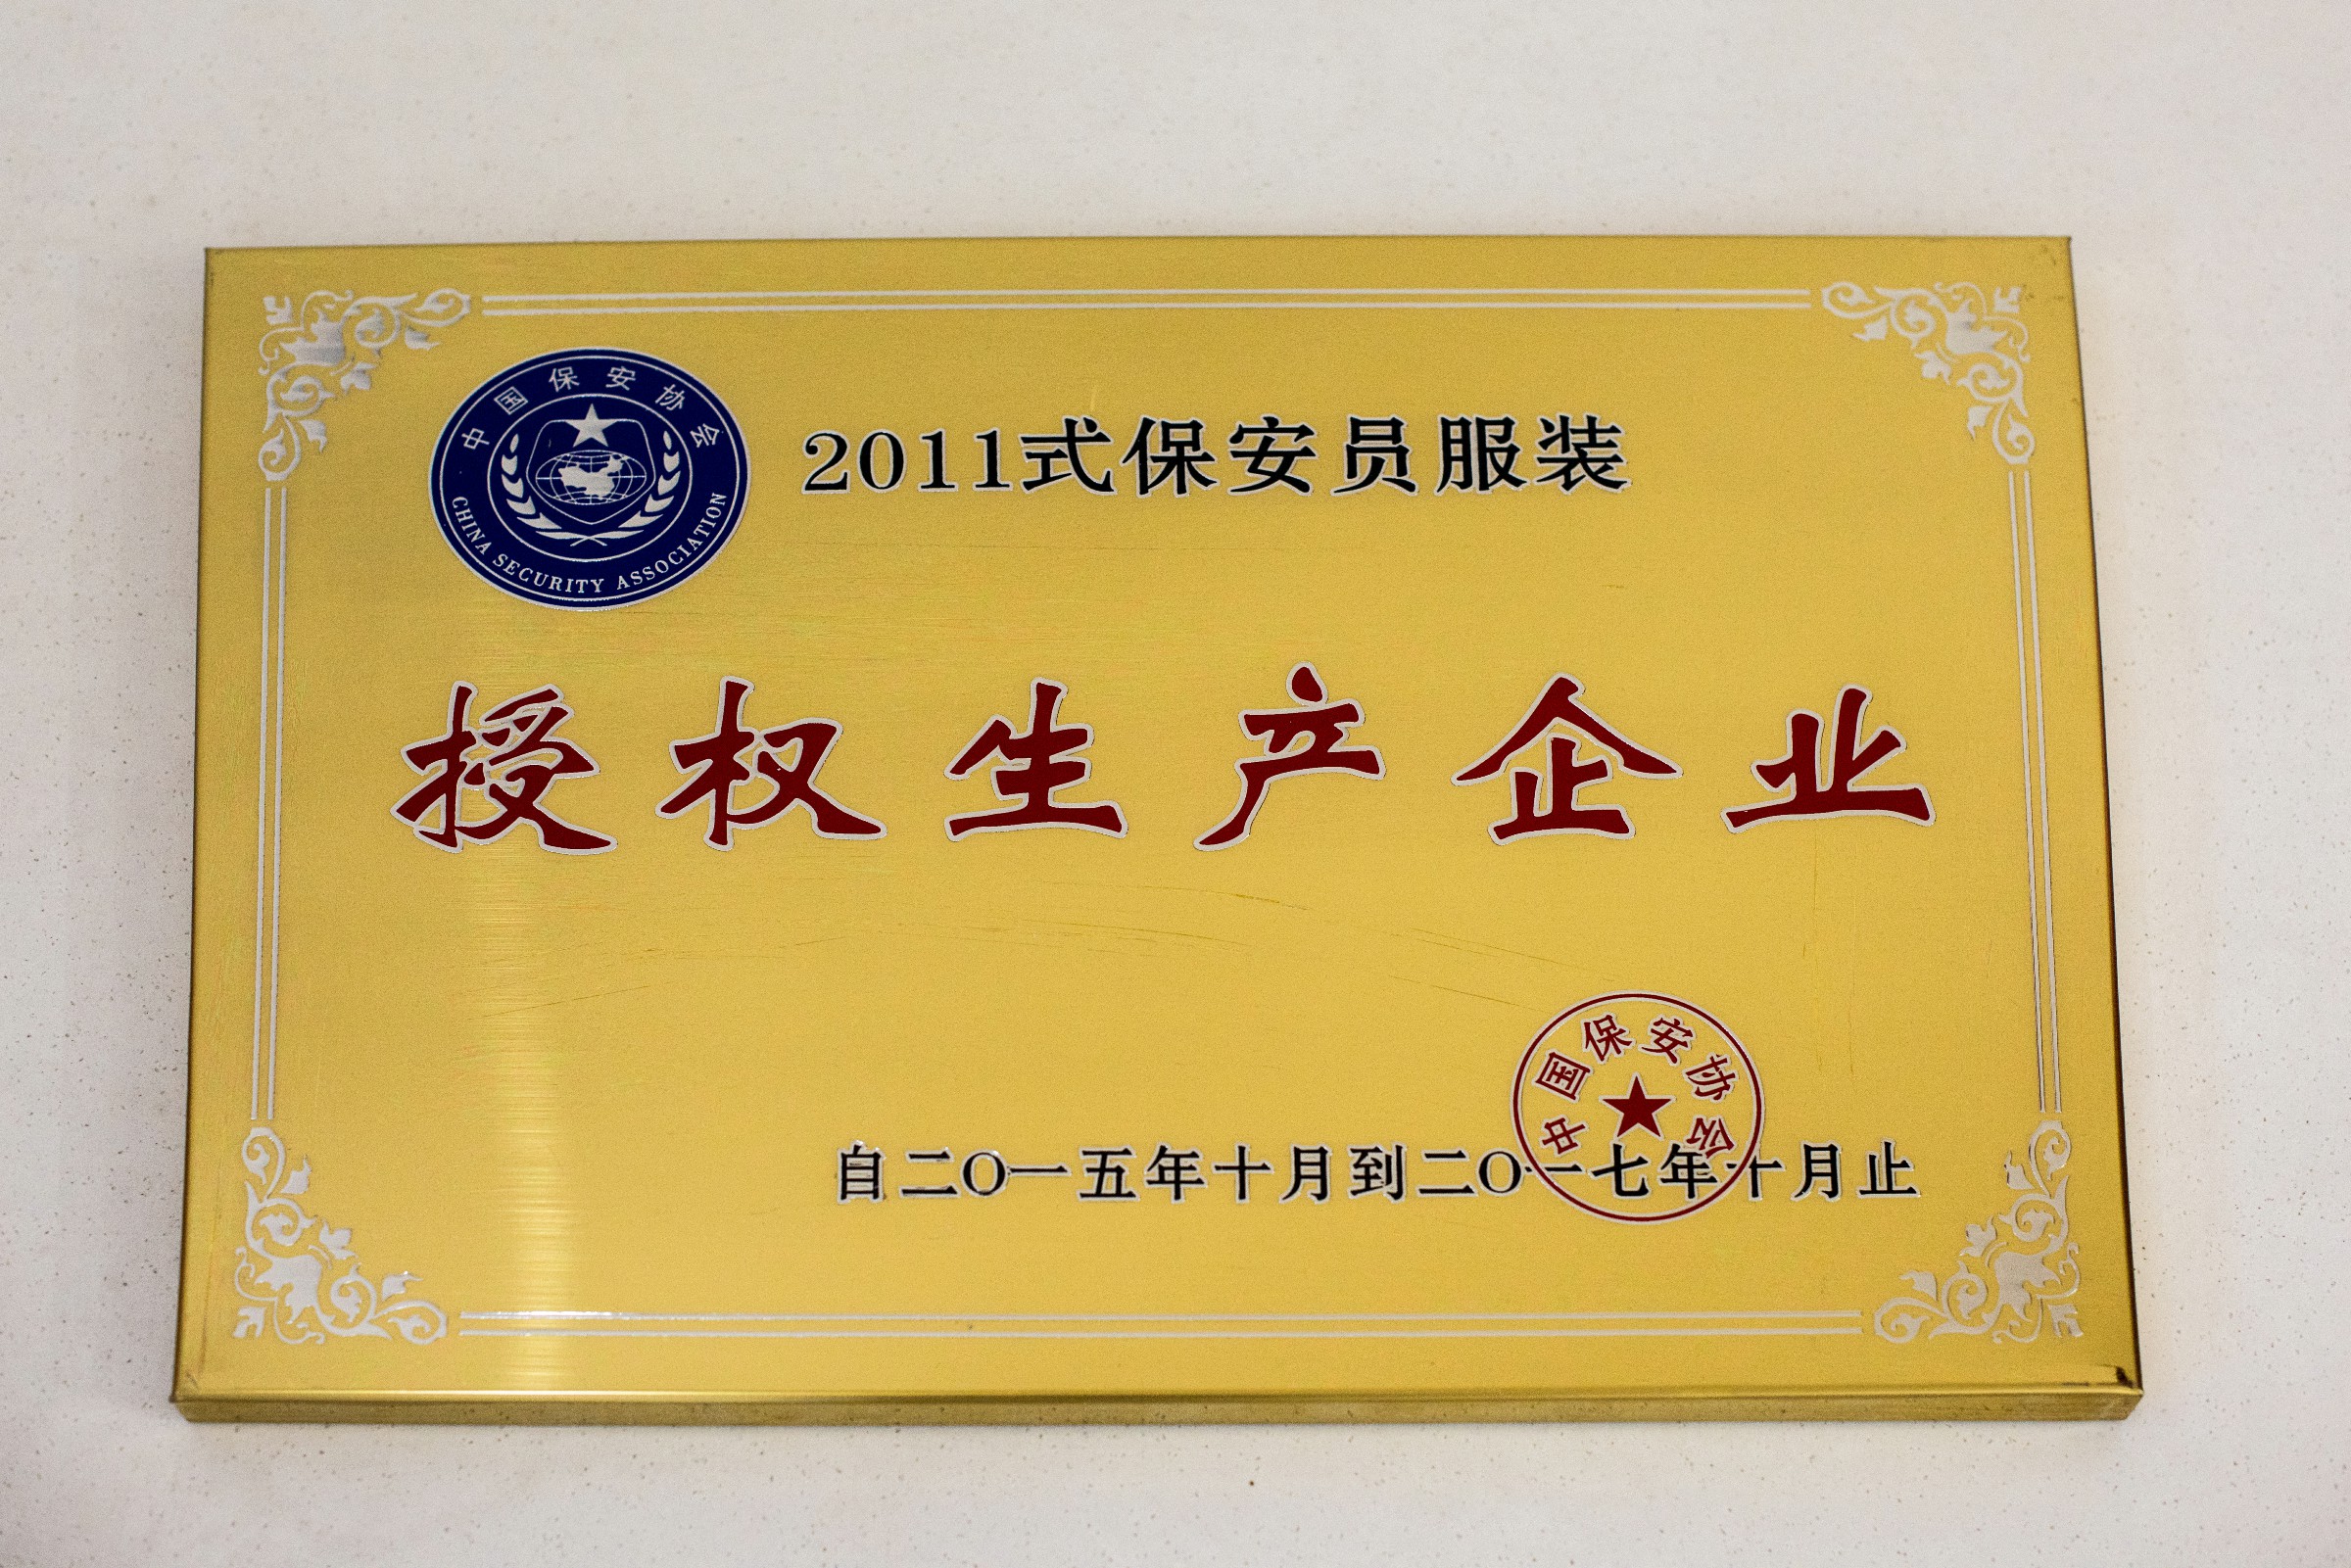 中国保安协会
CHINA SECURITY ASSOCIATION
2011式保安员服装
授权生产企业
中国保安协会
自二〇一五年十月到二〇一七年十月止